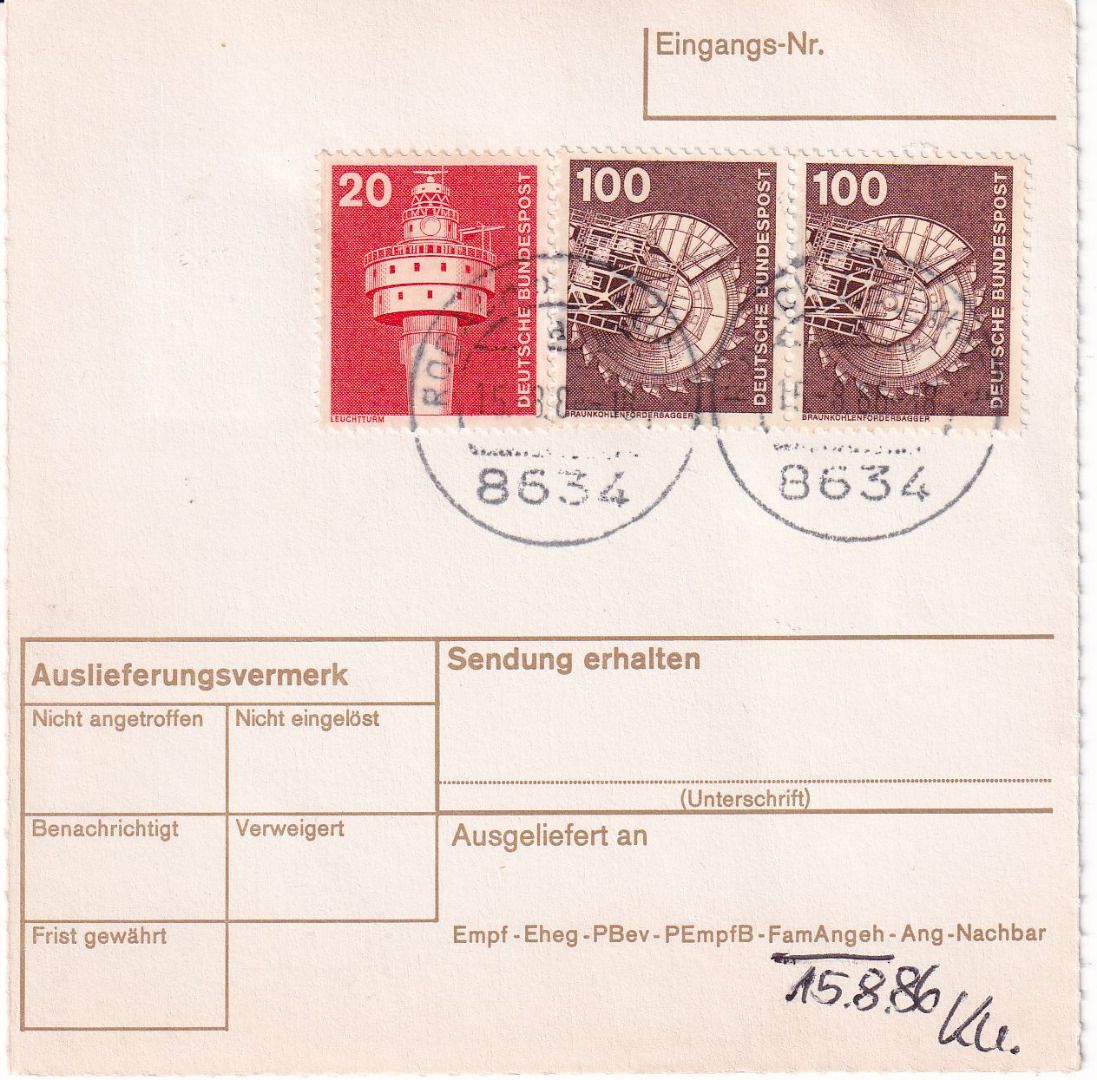 Eingangs-Nr.
20
DEUTSCHE BUNDESPOST
LEUCHTTURM
100
DEUTSCHE BUNDESPOST
BRAUNKOHLENFÖRDERBAGGER
100
DEUTSCHE BUNDESPOST
BRAUNKOHLENFÖRDERBAGGER
8634
8634
Auslieferungsvermerk
Nicht angetroffen
Nicht eingelöst
Benachrichtigt
Verweigert
Frist gewährt
Sendung erhalten
(Unterschrift)
Ausgeliefert an
Empf - Eheg - PBev - PEmpfB - FamAngeh - Ang - Nachbar
15.8.86